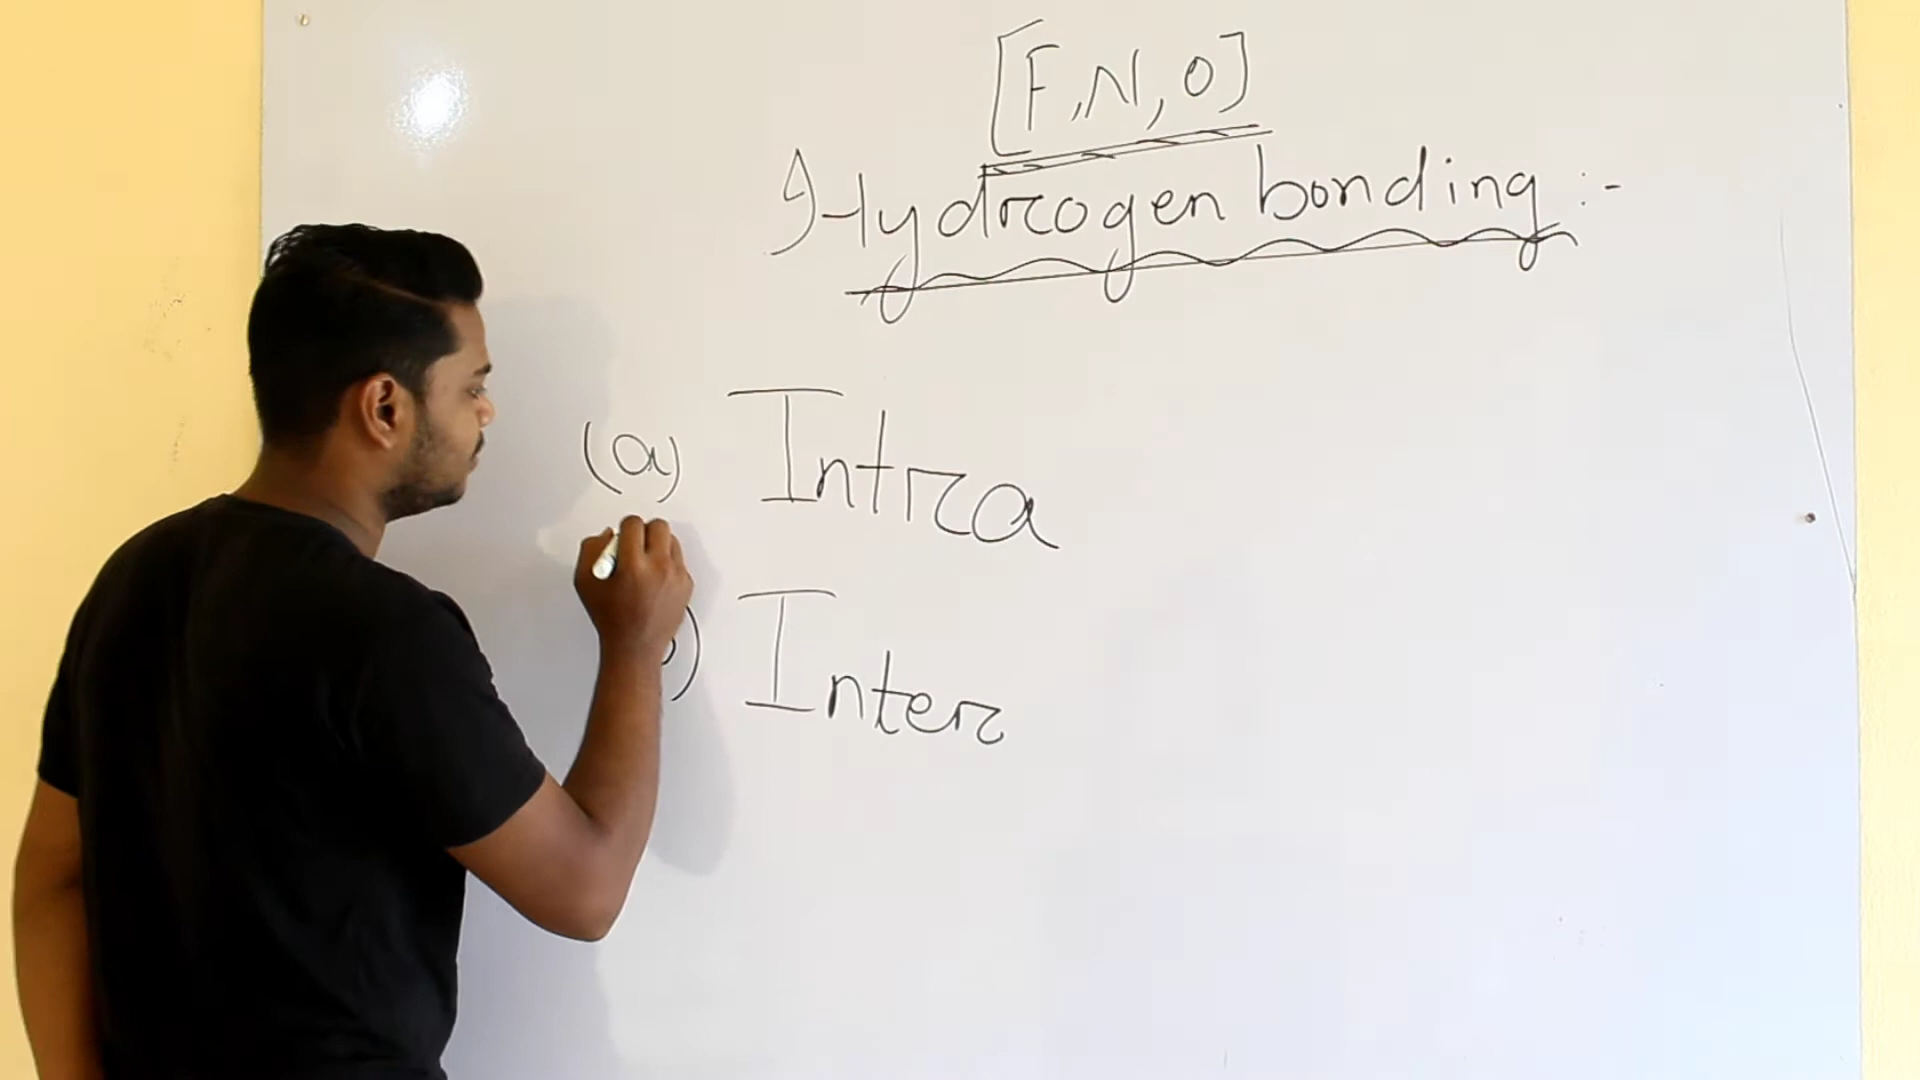 [F, N, O]
Hydrogen bonding :-
(a) Intra
) Inter